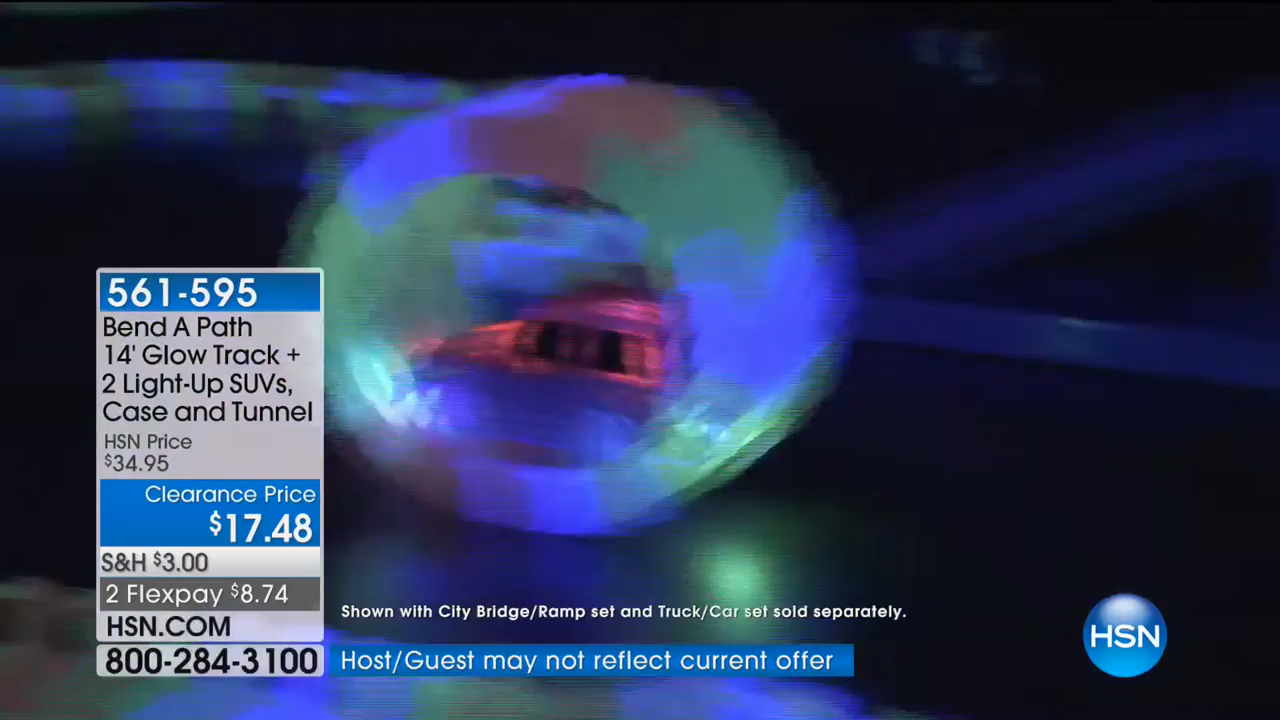 561-595
Bend A Path
14' Glow Track +
2 Light-Up SUVs,
Case and Tunnel
HSN Price
$34.95
Clearance Price
$17.48
S&H $3.00
2 Flexpay $8.74
HSN.COM
800-284-3100
Shown with City Bridge/Ramp set and Truck/Car set sold separately.
Host/Guest may not reflect current offer
HSN